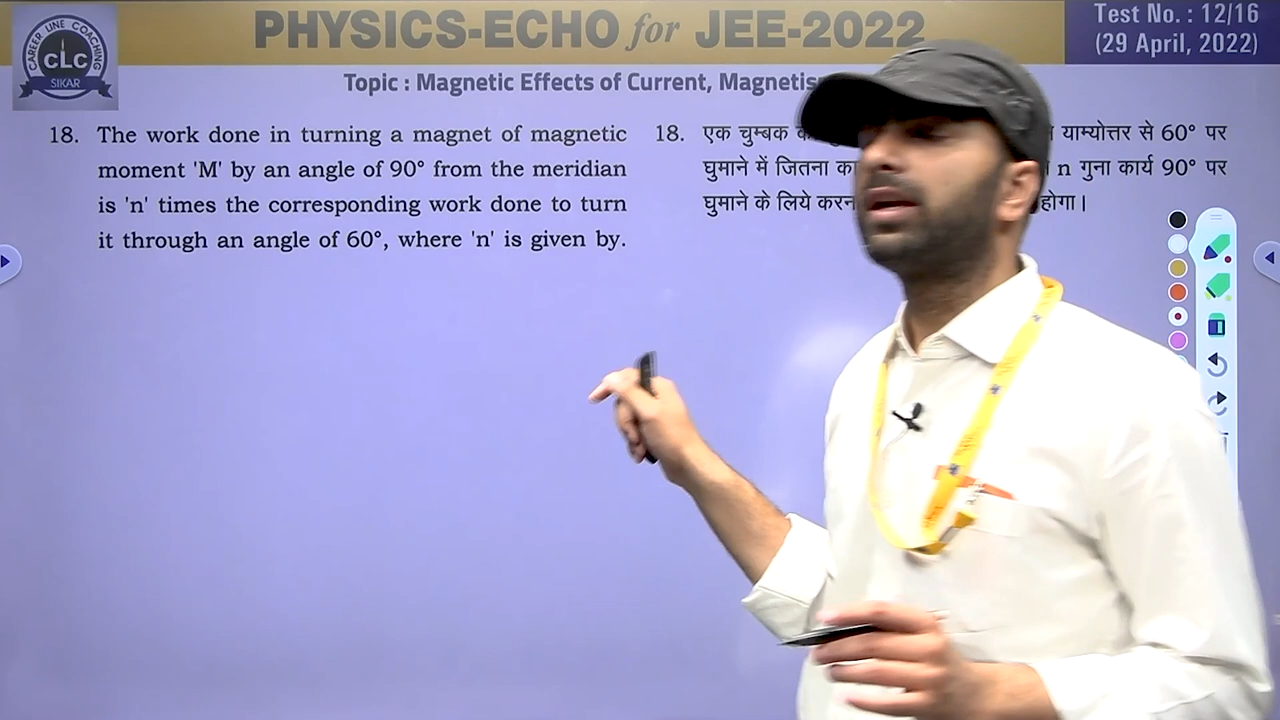 CAREER LINE COACHING
CLC
SIKAR
PHYSICS-ECHO for JEE-2022
Test No. : 12/16
(29 April, 2022)
Topic : Magnetic Effects of Current,
18. The work done in turning a magnet of magnetic
moment 'M' by an angle of 90° from the meridian
is 'n' times the corresponding work done to turn
it through an angle of 60°, where 'n' is given by.
18. एक चुम्बक याम्योत्तर से 60° पर
घुमाने में जितना n गुना कार्य 90° पर
घुमाने के लिये होगा।